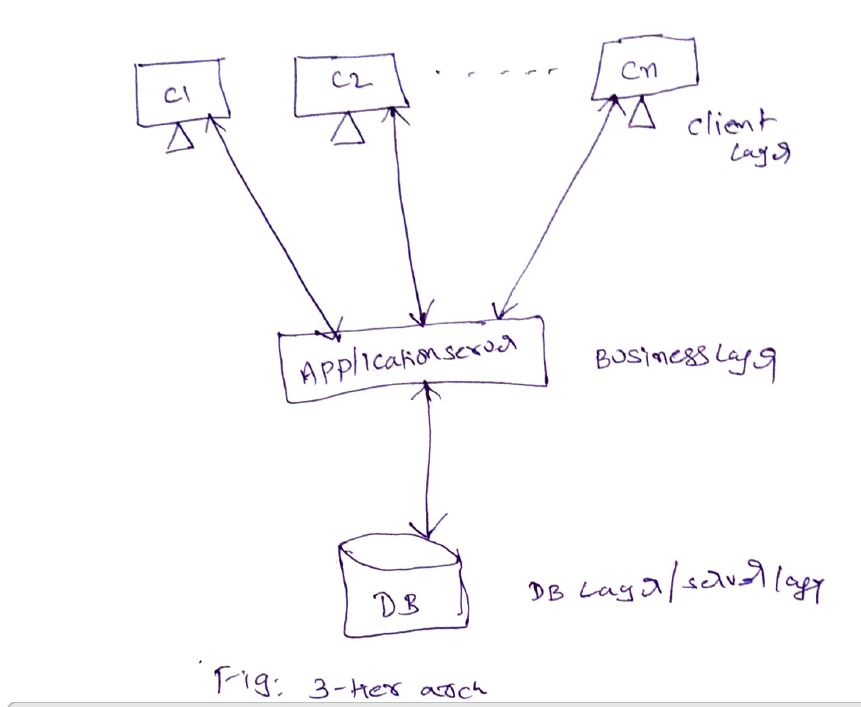 C1
C2
Cn
client
Layer
Application server
Business Layer
DB
DB Layer/server layer
Fig: 3-tier arch